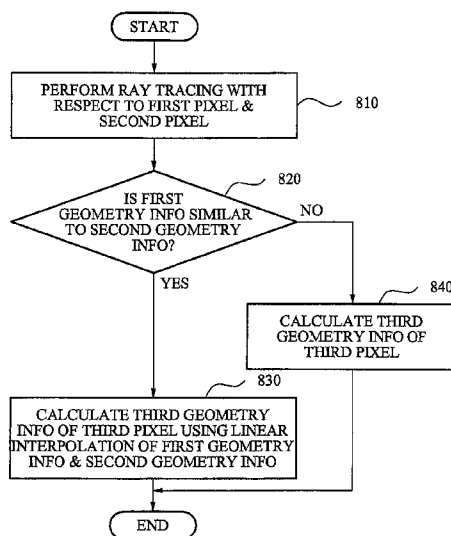 START
PERFORM RAY TRACING WITH
RESPECT TO FIRST PIXEL &
SECOND PIXEL
810
820
IS FIRST
GEOMETRY INFO SIMILAR
TO SECOND GEOMETRY
INFO?
NO
YES
840
CALCULATE THIRD
GEOMETRY INFO OF
THIRD PIXEL
830
CALCULATE THIRD GEOMETRY
INFO OF THIRD PIXEL USING LINEAR
INTERPOLATION OF FIRST GEOMETRY
INFO & SECOND GEOMETRY INFO
END